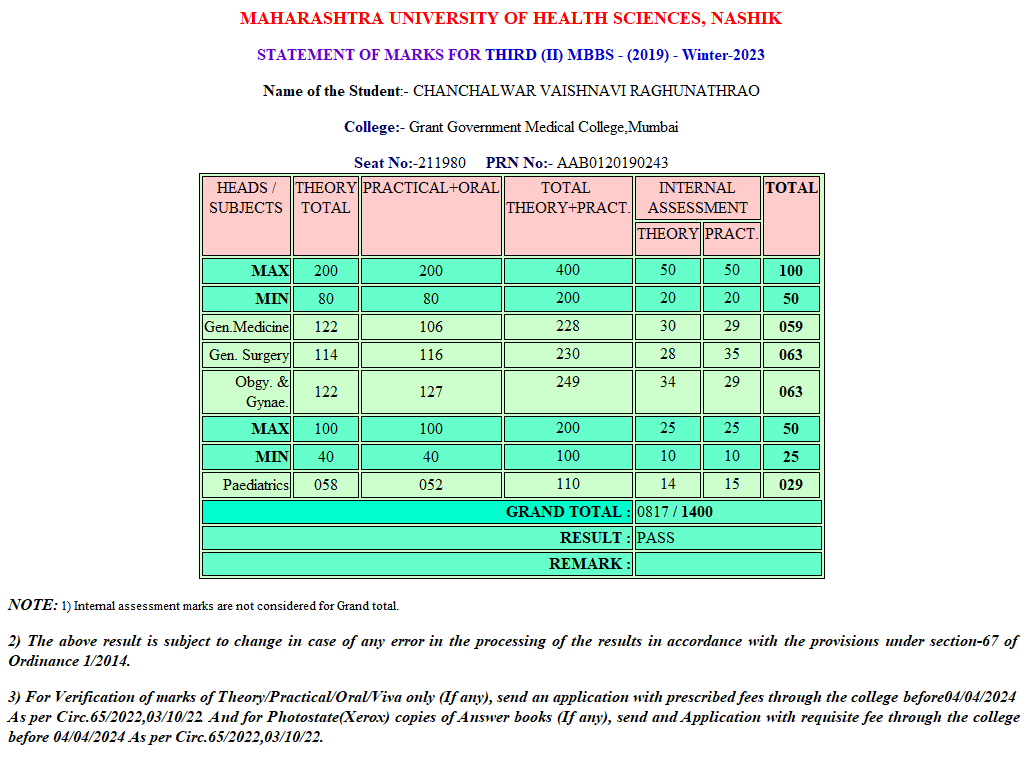 MAHARASHTRA UNIVERSITY OF HEALTH SCIENCES, NASHIK
STATEMENT OF MARKS FOR THIRD (II) MBBS - (2019) - Winter-2023
Name of the Student:- CHANCHALWAR VAISHNAVI RAGHUNATHRAO
College:- Grant Government Medical College,Mumbai
Seat No:-211980 PRN No:- AAB0120190243
HEADS / THEORY PRACTICAL+ORAL TOTAL INTERNAL TOTAL
SUBJECTS TOTAL THEORY+PRACT. ASSESSMENT
THEORY PRACT.
MAX 200 200 400 50 50 100
MIN 80 80 200 20 20 50
Gen.Medicine 122 106 228 30 29 059
Gen. Surgery 114 116 230 28 35 063
Obgy. & 122 127 249 34 29 063
Gynae.
MAX 100 100 200 25 25 50
MIN 40 40 100 10 10 25
Paediatrics 058 052 110 14 15 029
GRAND TOTAL : 0817 / 1400
RESULT : PASS
REMARK :
NOTE: 1) Internal assessment marks are not considered for Grand total.
2) The above result is subject to change in case of any error in the processing of the results in accordance with the provisions under section-67 of
Ordinance 1/2014.
3) For Verification of marks of Theory/Practical/Oral/Viva only (If any), send an application with prescribed fees through the college before04/04/2024
As per Circ.65/2022,03/10/22. And for Photostate(Xerox) copies of Answer books (If any), send and Application with requisite fee through the college
before 04/04/2024 As per Circ.65/2022,03/10/22.